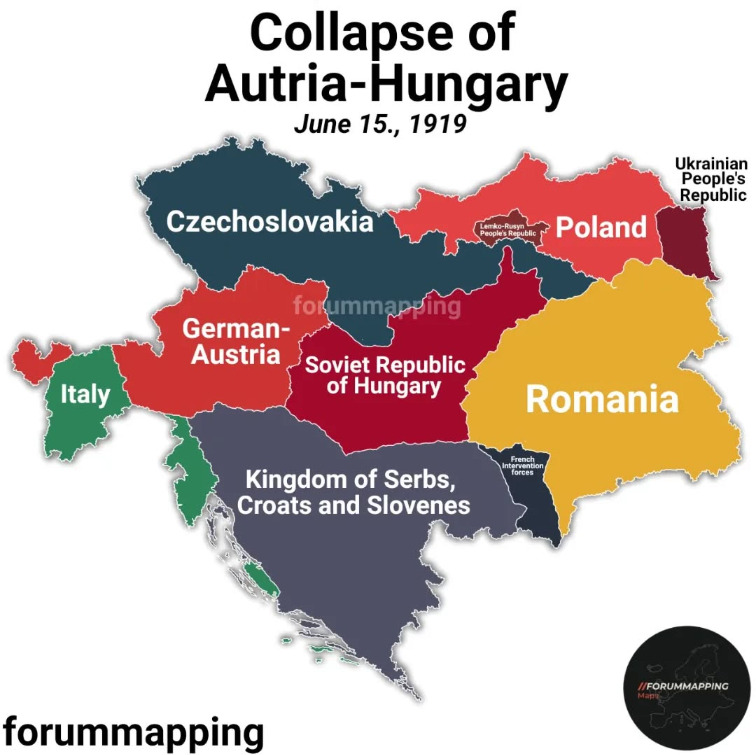 Collapse of
Autria-Hungary
June 15., 1919
Ukrainian
People's
Republic
Czechoslovakia
Lemko-Rusyn
People's Republic
Poland
forummapping
German-
Austria
Soviet Republic
of Hungary
Italy
Romania
French
Intervention
forces
Kingdom of Serbs,
Croats and Slovenes
//FORUMMAPPING
Maps
forummapping